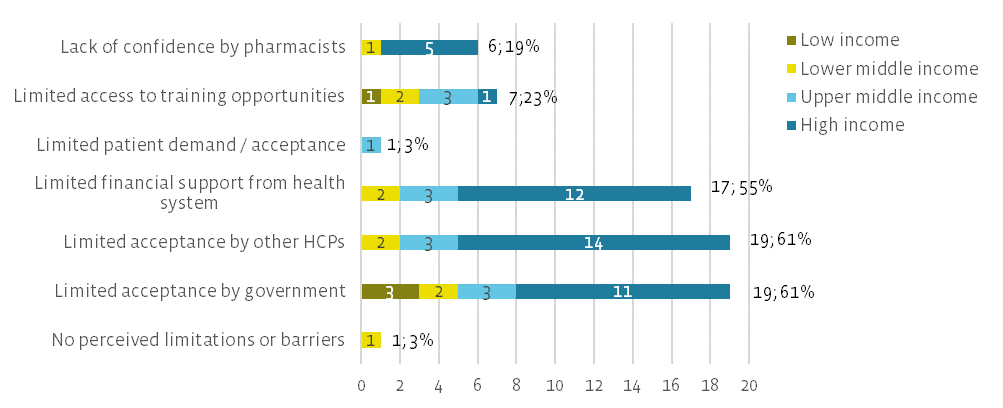 Lack of confidence by pharmacists 1 5 6; 19%
Limited access to training opportunities 1 2 3 1 7; 23%
Limited patient demand / acceptance 1 1; 3%
Limited financial support from health
system 2 3 12 17; 55%
Limited acceptance by other HCPs 2 3 14 19; 61%
Limited acceptance by government 3 2 3 11 19; 61%
No perceived limitations or barriers 1 1; 3%
0 2 4 6 8 10 12 14 16 18 20
Low income
Lower middle income
Upper middle income
High income